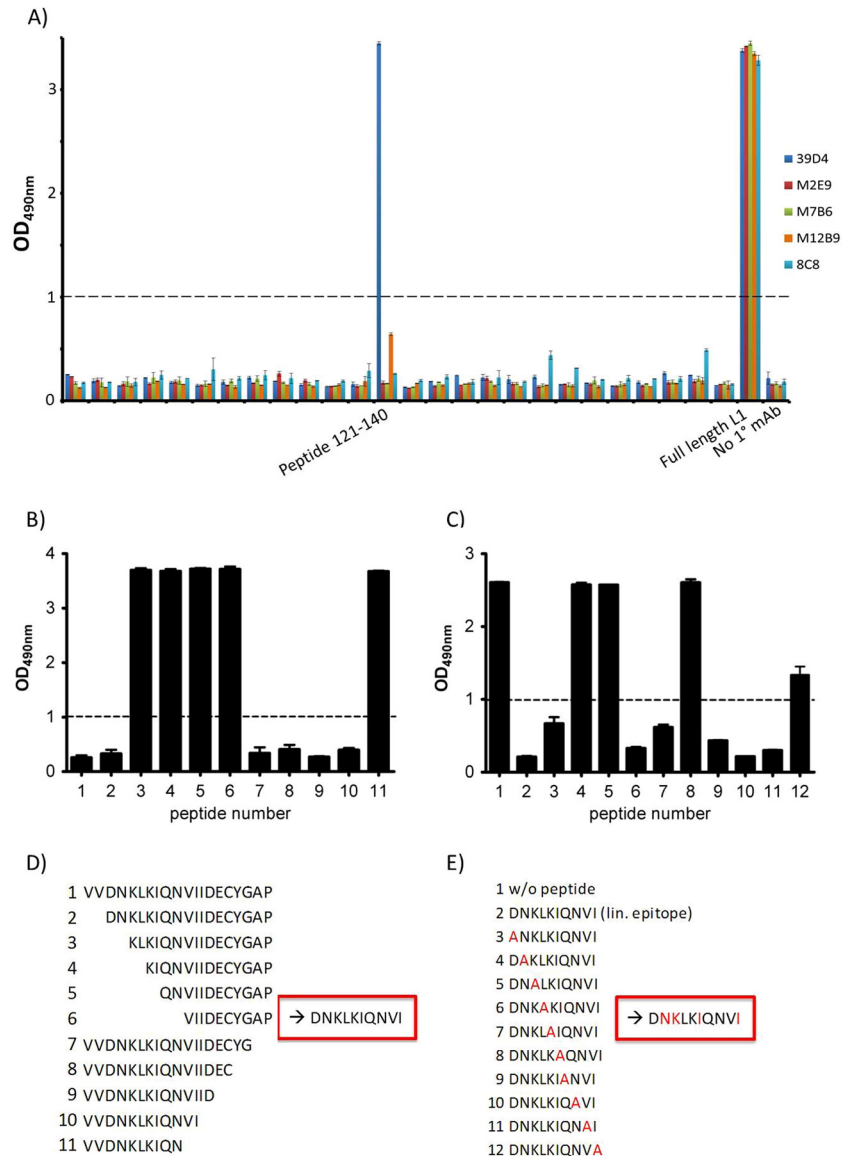 A)
3
2
1
0
OD490nm
39D4
M2E9
M7B6
M12B9
8C8
Peptide 121-140
Full length L1
No 1° mAb
B)
4
3
2
1
0
OD490nm
1 2 3 4 5 6 7 8 9 10 11
peptide number
C)
3
2
1
0
OD490nm
1 2 3 4 5 6 7 8 9 10 11 12
peptide number
D)
1 VVDNKLKIQNVIIDECYGAP
2 DNKLKIQNVIIDECYGAP
3 KLKIQNVIIDECYGAP
4 KIQNVIIDECYGAP
5 QNVIIDECYGAP
6 VIIDECYGAP
7 VVDNKLKIQNVIIDECYG
8 VVDNKLKIQNVIIDEC
9 VVDNKLKIQNVIID
10 VVDNKLKIQNVI
11 VVDNKLKIQN
→ DNKLKIQNVI
E)
1 w/o peptide
2 DNKLKIQNVI (lin. epitope)
3 ANKLKIQNVI
4 DAKLKIQNVI
5 DNALKIQNVI
6 DNKAKIQNVI
7 DNKLAIQNVI
8 DNKLKAQNVI
9 DNKLKIANVI
10 DNKLKIQAVI
11 DNKLKIQNAI
12 DNKLKIQNVA
→ DNKLKIQNVI